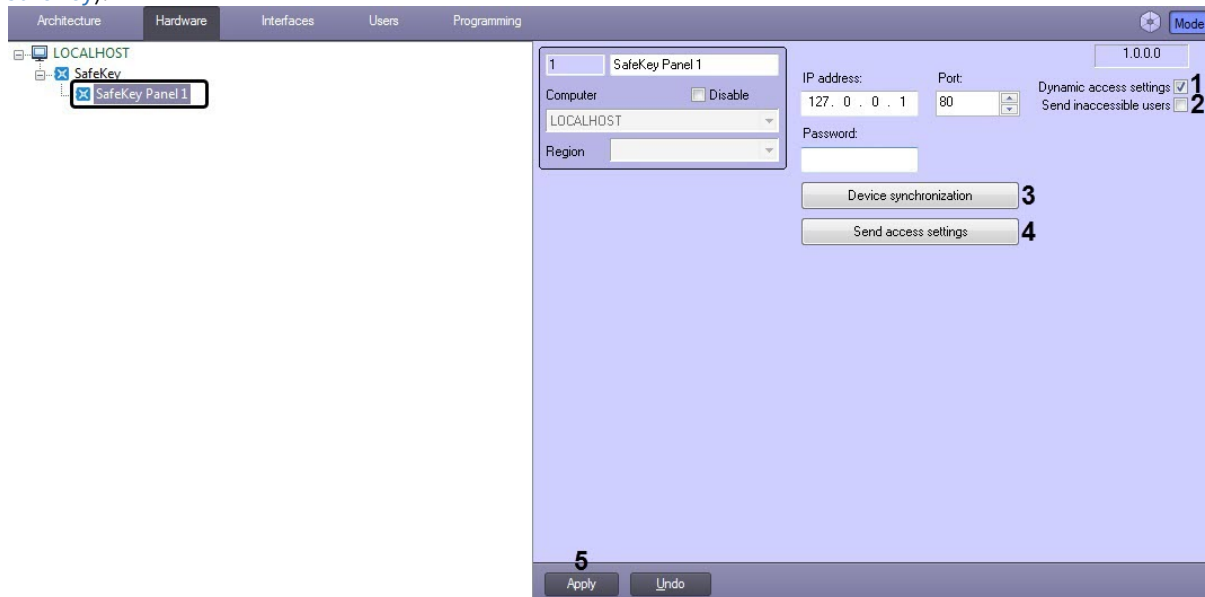 Architecture Hardware Interfaces Users Programming Mode
LOCALHOST
SafeKey
SafeKey Panel 1
1 SafeKey Panel 1
Computer Disable
LOCALHOST
Region
IP address: Port:
127. 0 . 0 . 1 80
Password:
1.0.0.0
Dynamic access settings 1
Send inaccessible users 2
Device synchronization 3
Send access settings 4
5
Apply Undo